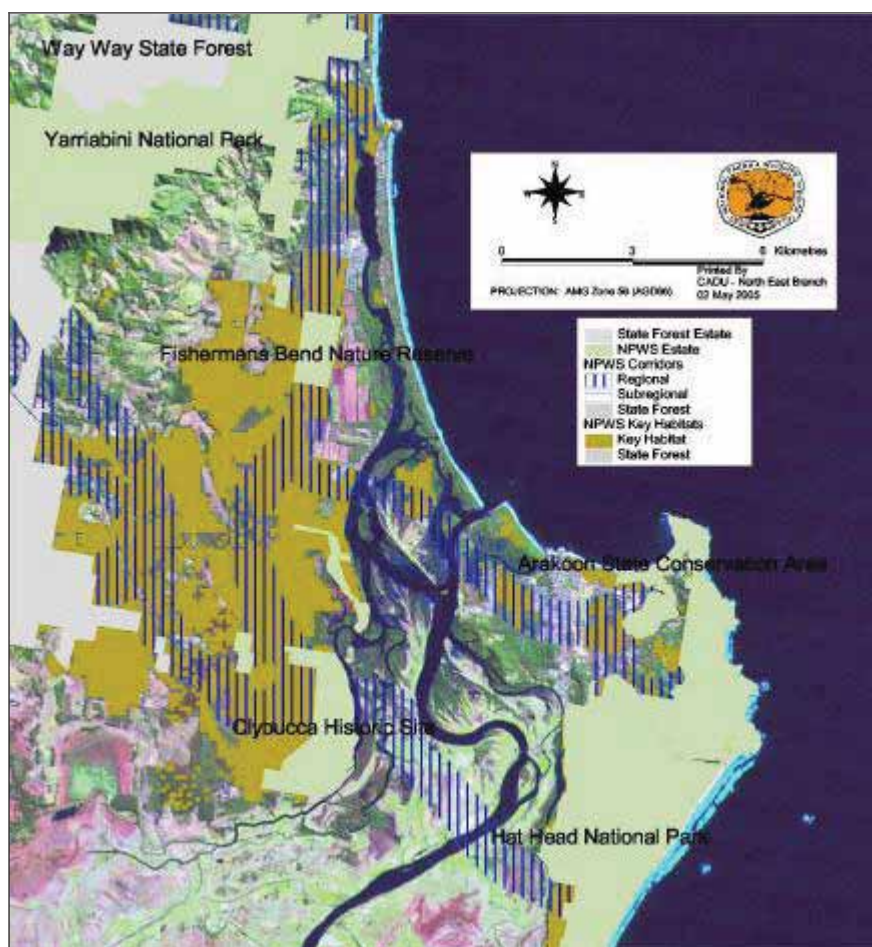 Way Way State Forest
Yarriabini National Park
0 3 6 Kilometres
Printed By
CADU - North East Branch
02 May 2005
PROJECTION: AMG Zone 56 (AGD66)
State Forest Estate
NPWS Estate
NPWS Corridors
Regional
Subregional
State Forest
NPWS Key Habitats
Key Habitat
State Forest
Fishermans Bend Nature Reserve
Arakoon State Conservation Area
Clyoucca Historic Site
Hat Head National Park